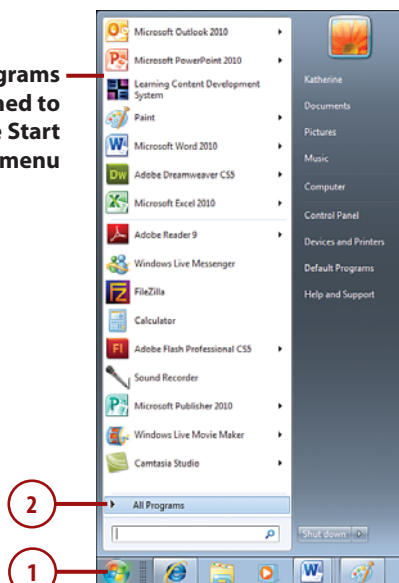 grams
ned to
Start
menu
Microsoft Outlook 2010
Microsoft PowerPoint 2010
Learning Content Development
System
Paint
Microsoft Word 2010
Adobe Dreamweaver CS5
Microsoft Excel 2010
Adobe Reader 9
Windows Live Messenger
FileZilla
Calculator
Adobe Flash Professional CS5
Sound Recorder
Microsoft Publisher 2010
Windows Live Movie Maker
Camtasia Studio
All Programs
Katherine
Documents
Pictures
Music
Computer
Control Panel
Devices and Printers
Default Programs
Help and Support
Shut down
2
1